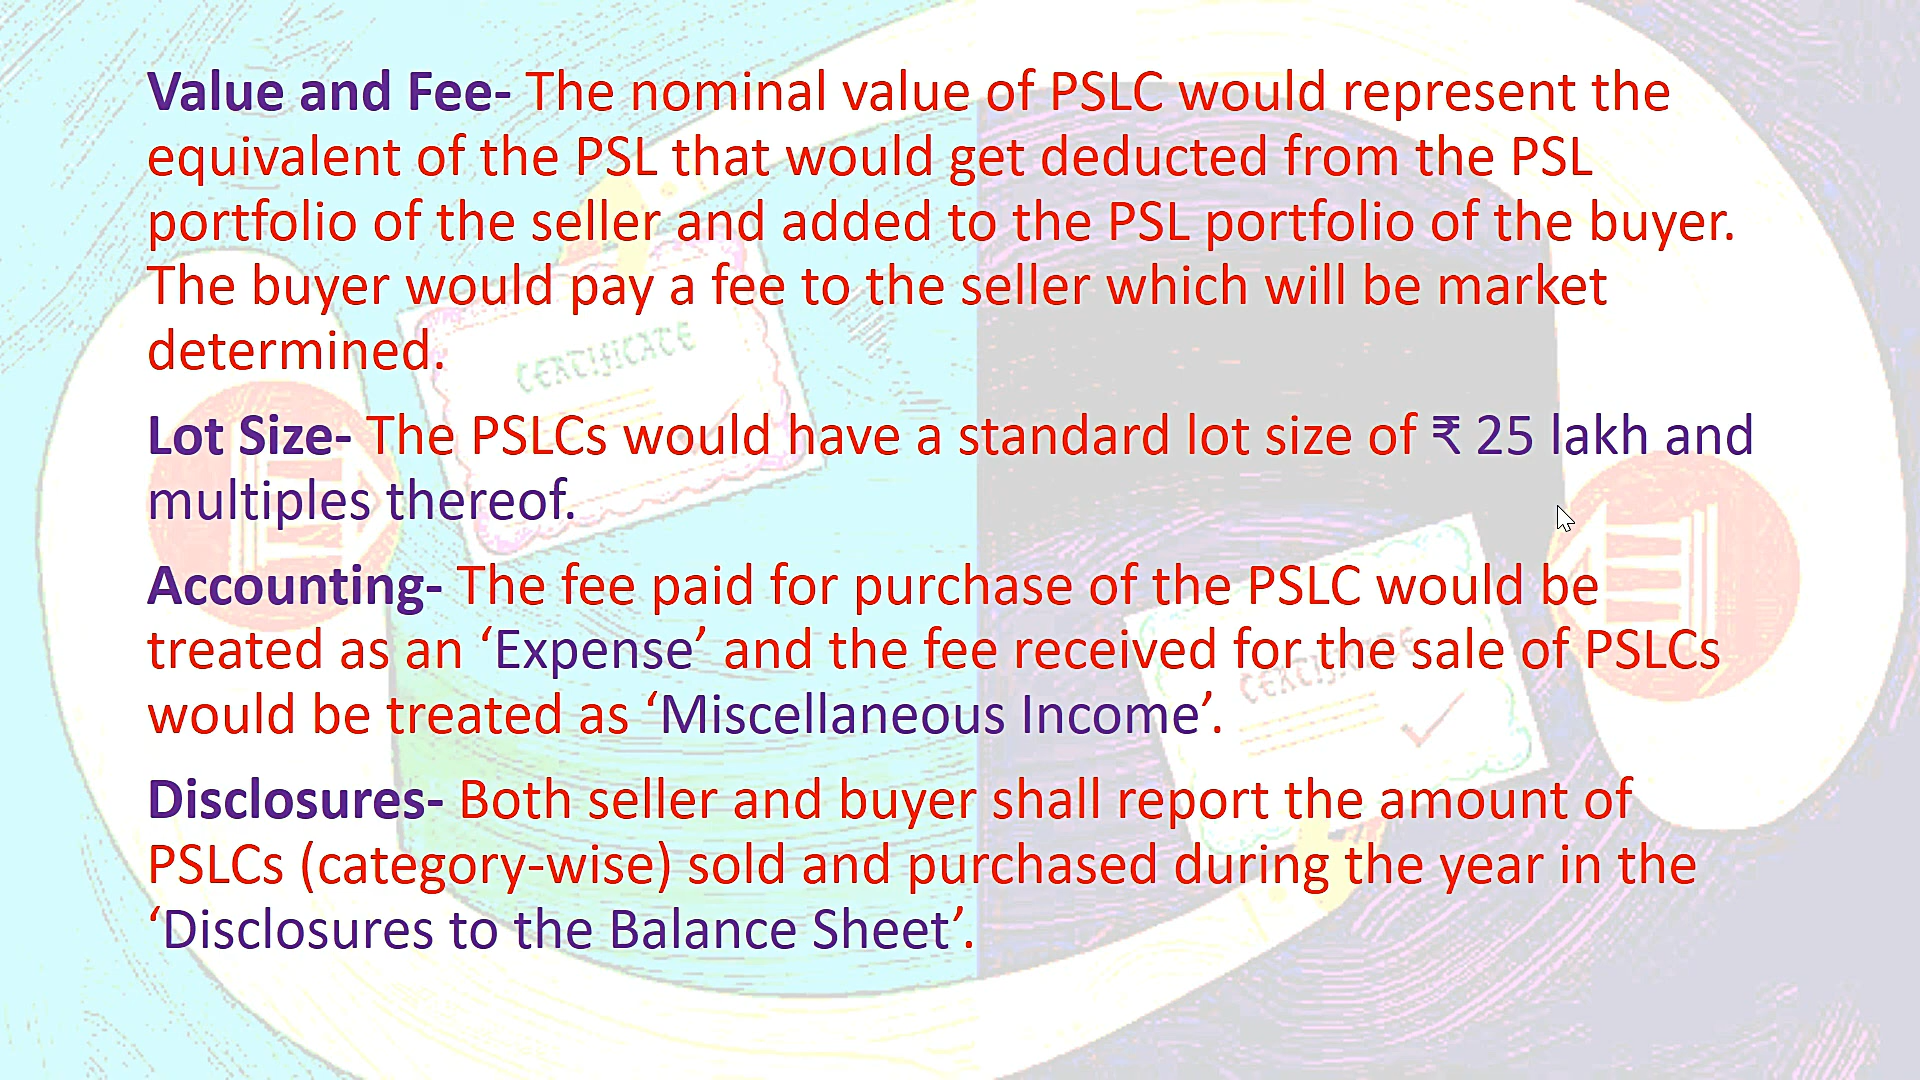 Value and Fee- The nominal value of PSLC would represent the
equivalent of the PSL that would get deducted from the PSL
portfolio of the seller and added to the PSL portfolio of the buyer.
The buyer would pay a fee to the seller which will be market
determined.
CERTIFICATE
Lot Size- The PSLCs would have a standard lot size of ₹ 25 lakh and
multiples thereof.
Accounting- The fee paid for purchase of the PSLC would be
treated as an ‘Expense’ and the fee received for the sale of PSLCs
CERTIFICATE
would be treated as ‘Miscellaneous Income’.
Disclosures- Both seller and buyer shall report the amount of
PSLCs (category-wise) sold and purchased during the year in the
‘Disclosures to the Balance Sheet’.